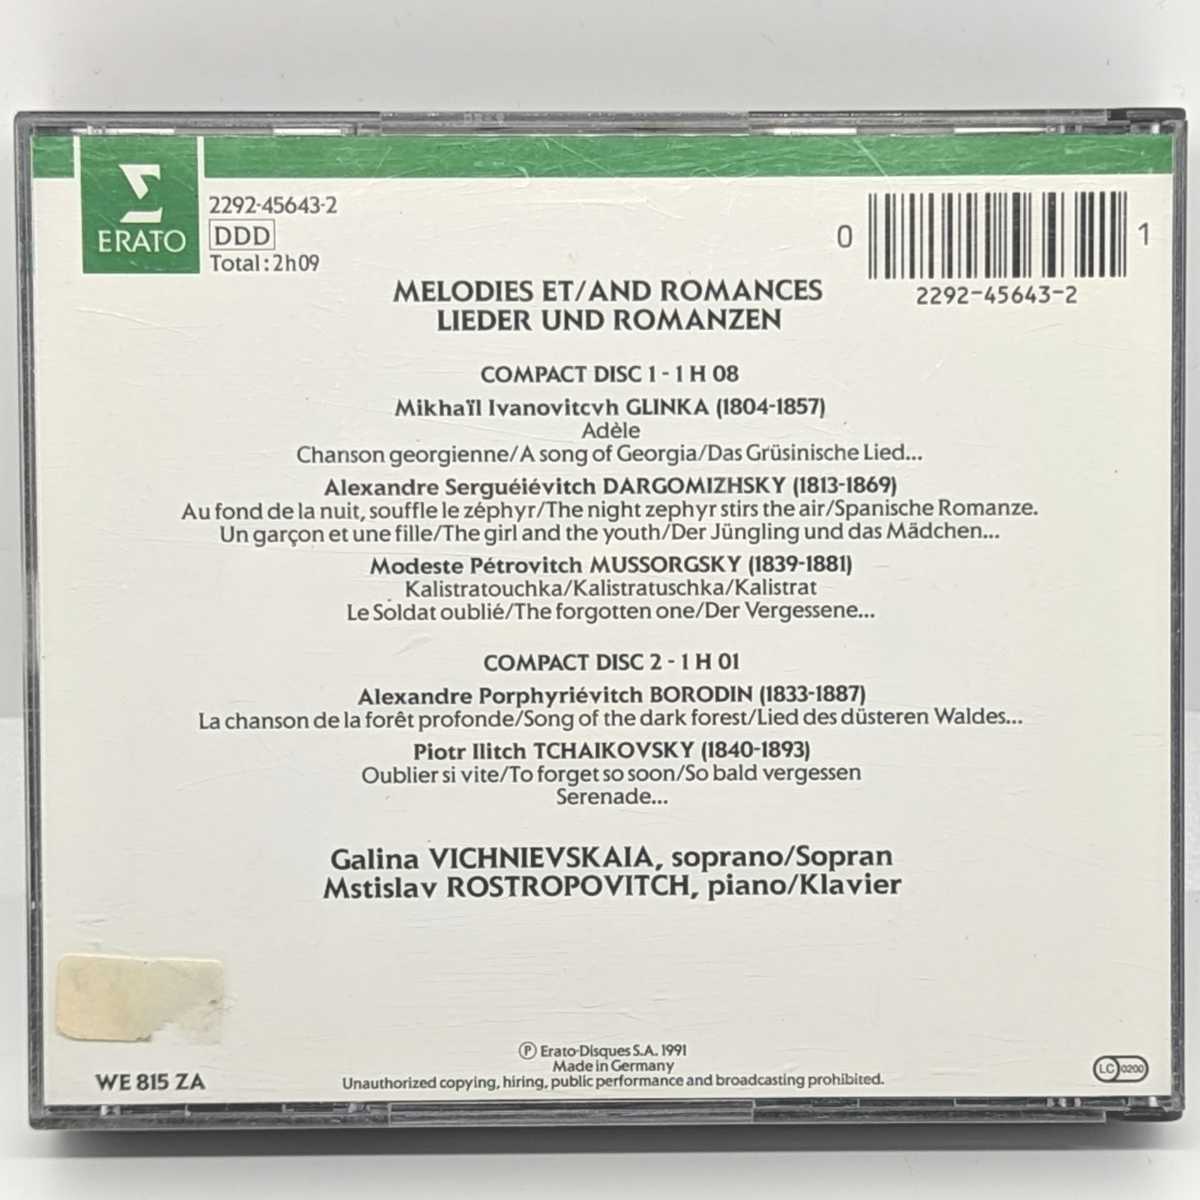 ERATO
2292-45643-2
DDD
Total: 2h09
0
1
2292-45643-2
MELODIES ET/AND ROMANCES
LIEDER UND ROMANZEN
COMPACT DISC 1 - 1 H 08
Mikhaïl Ivanovitcvh GLINKA (1804-1857)
Adèle
Chanson georgienne/A song of Georgia/Das Grüsinische Lied...
Alexandre Serguéiévitch DARGOMIZHSKY (1813-1869)
Au fond de la nuit, souffle le zéphyr/The night zephyr stirs the air/Spanische Romanze.
Un garçon et une fille/The girl and the youth/Der Jüngling und das Mädchen...
Modeste Pétrovitch MUSSORGSKY (1839-1881)
Kalistratouchka/Kalistratuschka/Kalistrat
Le Soldat oublié/The forgotten one/Der Vergessene...
COMPACT DISC 2 - 1 H 01
Alexandre Porphyriévitch BORODIN (1833-1887)
La chanson de la forêt profonde/Song of the dark forest/Lied des düsteren Waldes...
Piotr Ilitch TCHAIKOVSKY (1840-1893)
Oublier si vite/To forget so soon/So bald vergessen
Serenade...
Galina VICHNIEVSKAIA, soprano/Sopran
Mstislav ROSTROPOVITCH, piano/Klavier
℗ Erato-Disques S.A. 1991
Made in Germany
Unauthorized copying, hiring, public performance and broadcasting prohibited.
WE 815 ZA
LC 0200